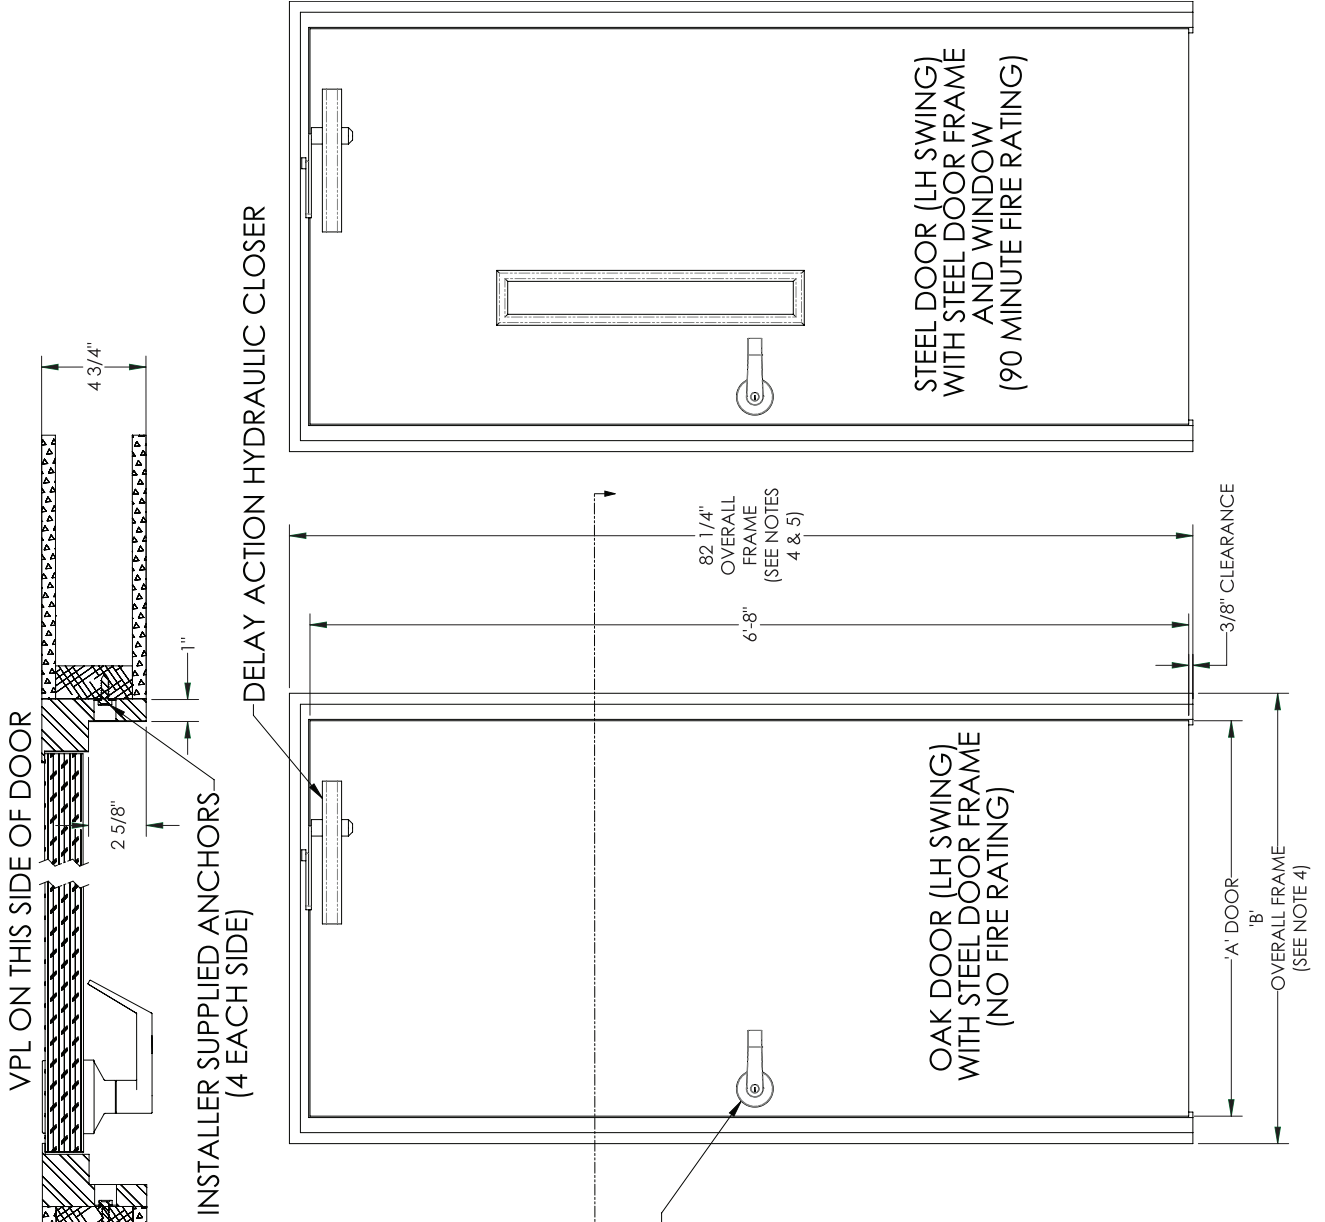 VPL ON THIS SIDE OF DOOR
4 3/4"
1"
2 5/8"
INSTALLER SUPPLIED ANCHORS
(4 EACH SIDE)
DELAY ACTION HYDRAULIC CLOSER
STEEL DOOR (LH SWING)
WITH STEEL DOOR FRAME
AND WINDOW
(90 MINUTE FIRE RATING)
82 1/4"
OVERALL
FRAME
(SEE NOTES
4 & 5)
6'-8"
3/8" CLEARANCE
OAK DOOR (LH SWING)
WITH STEEL DOOR FRAME
(NO FIRE RATING)
'A' DOOR
'B'
OVERALL FRAME
(SEE NOTE 4)